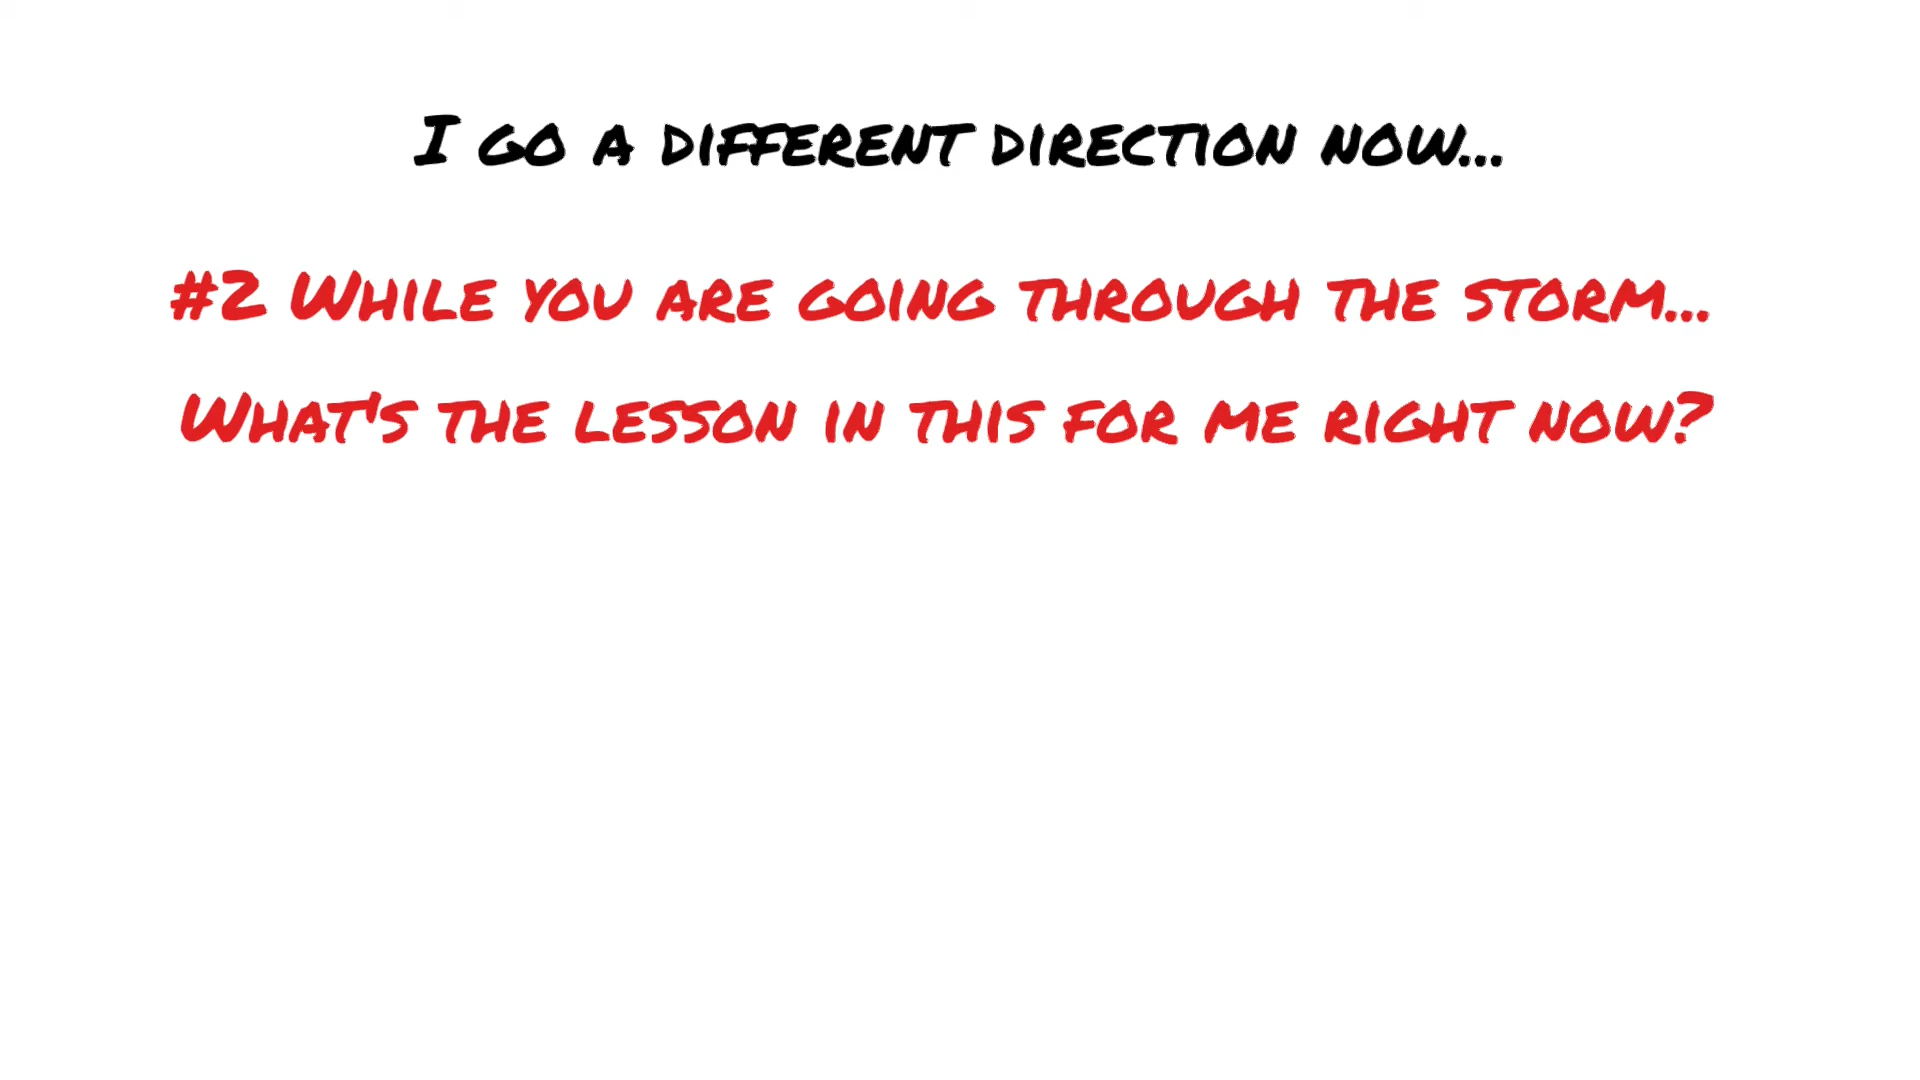 I go a different direction now...
#2 While you are going through the storm...
What's the lesson in this for me right now?